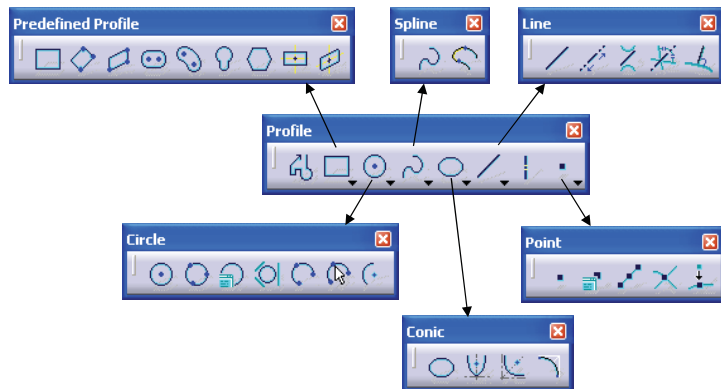 Predefined Profile
Spline
Line
Profile
Circle
Point
Conic